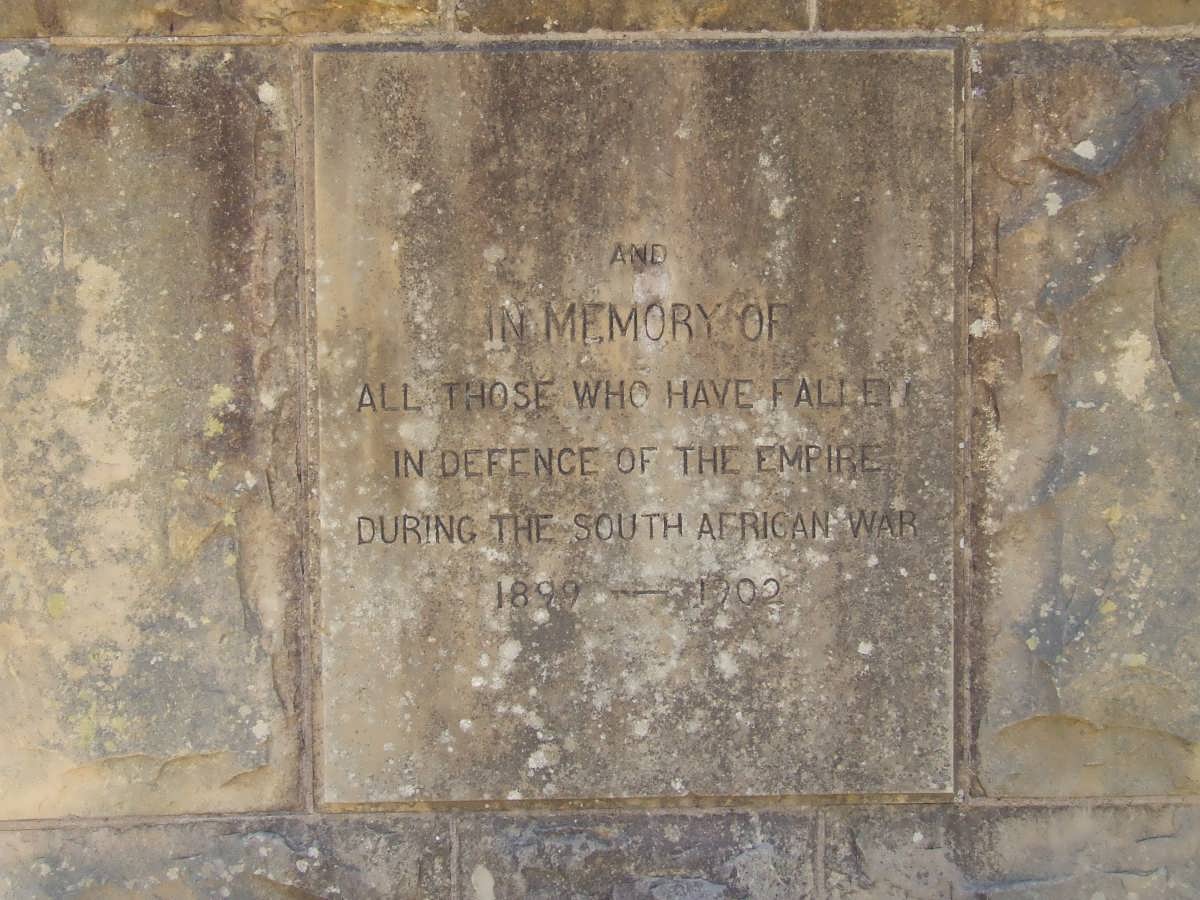 AND
IN MEMORY OF
ALL THOSE WHO HAVE FALLEN
IN DEFENCE OF THE EMPIRE
DURING THE SOUTH AFRICAN WAR
1899 — 1902